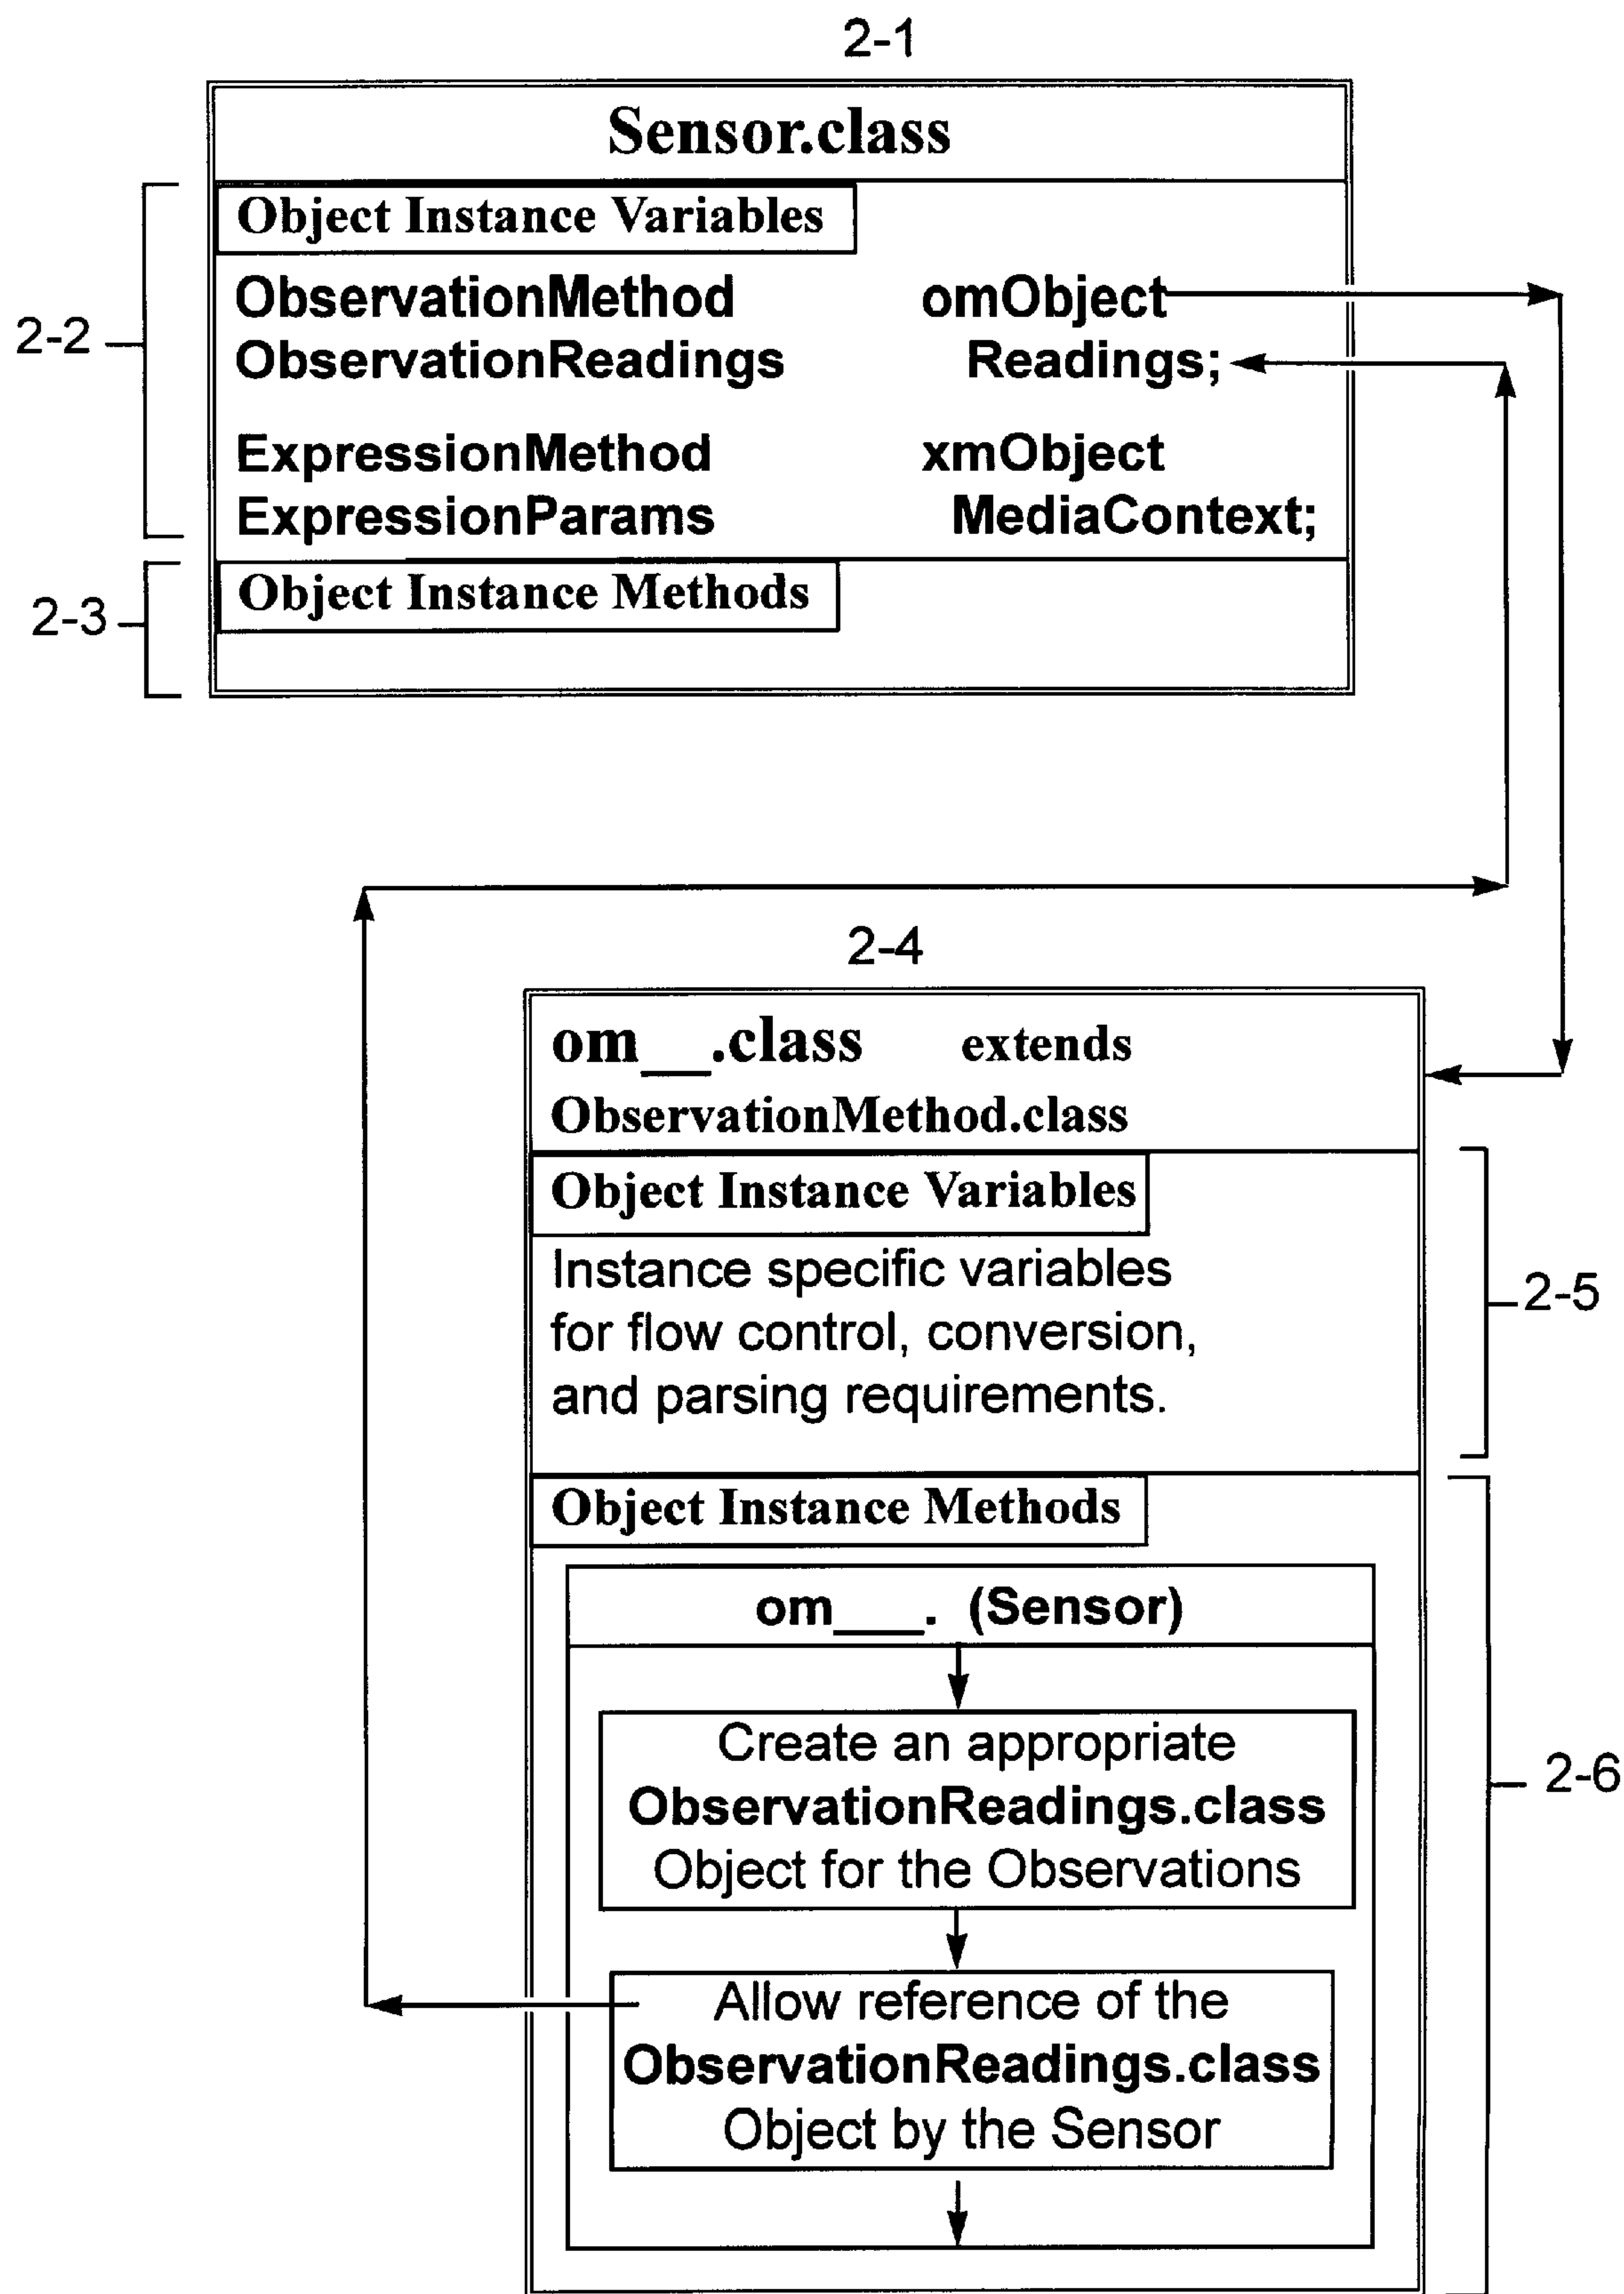 2-1
Sensor.class
Object Instance Variables
ObservationMethod omObject
2-2
ObservationReadings Readings;
ExpressionMethod xmObject
ExpressionParams MediaContext;
Object Instance Methods
2-3
2-4
om__.class extends
ObservationMethod.class
Object Instance Variables
Instance specific variables
2-5
for flow control, conversion,
and parsing requirements.
Object Instance Methods
om___. (Sensor)
Create an appropriate
2-6
ObservationReadings.class
Object for the Observations
Allow reference of the
ObservationReadings.class
Object by the Sensor